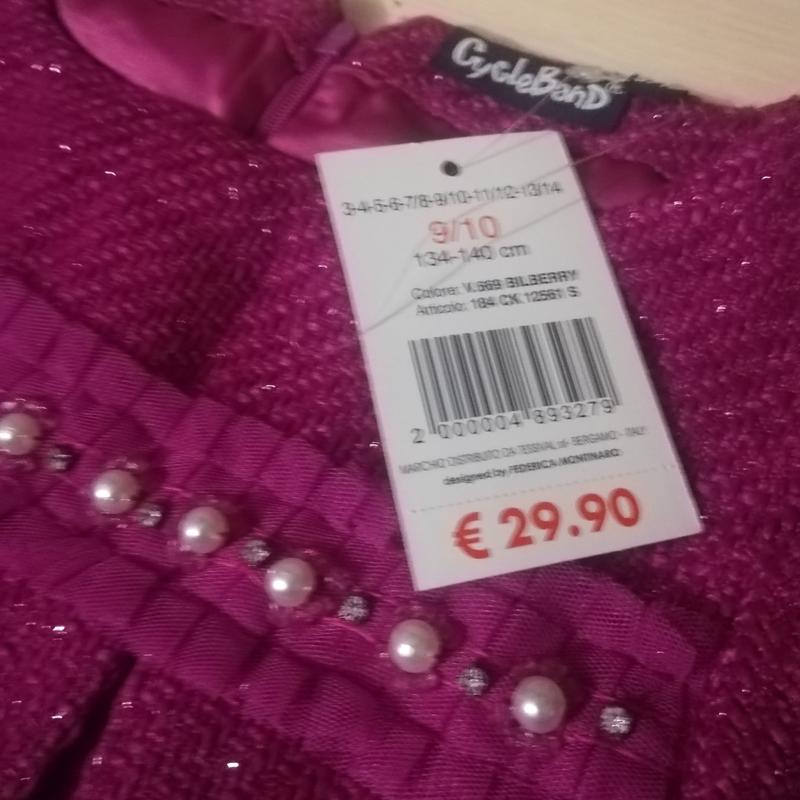 CycleBanD
3-4-5-6-7/8-9/10-11/12-13/14
9/10
134-140 cm
Colore: V.669 BILBERRY
Articolo: 184 CK 12561 S
2 000004 693279
MARCHIO DISTRIBUITO DA TESSIVAL srl- BERGAMO - ITALY
designed by FEDERICA MONTINARO
€ 29.90